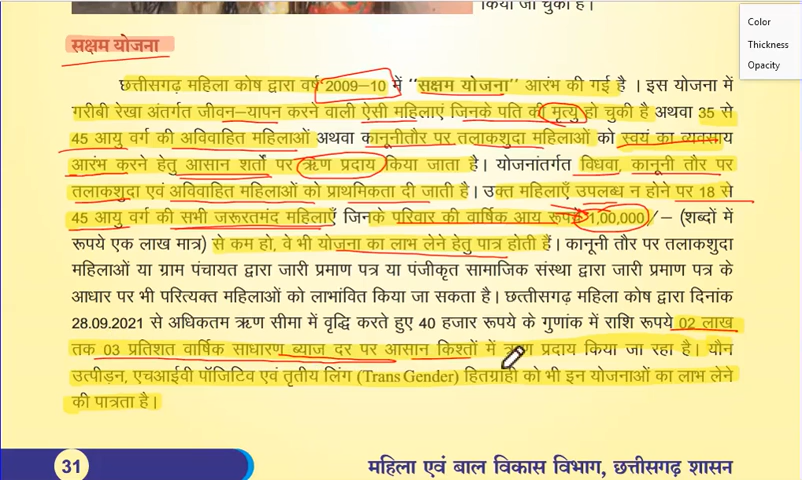 किया जा चुका है।
Color
Thickness
Opacity
सक्षम योजना
छत्तीसगढ़ महिला कोष द्वारा वर्ष 2009–10 में "सक्षम योजना" आरंभ की गई है । इस योजना में
गरीबी रेखा अंतर्गत जीवन–यापन करने वाली ऐसी महिलाएं जिनके पति की मृत्यु हो चुकी है अथवा 35 से
45 आयु वर्ग की अविवाहित महिलाओं अथवा कानूनीतौर पर तलाकशुदा महिलाओं को स्वयं का व्यवसाय
आरंभ करने हेतु आसान शर्तों पर ऋण प्रदाय किया जाता है। योजनांतर्गत विधवा, कानूनी तौर पर
तलाकशुदा एवं अविवाहित महिलाओं को प्राथमिकता दी जाती है। उक्त महिलाएँ उपलब्ध न होने पर 18 से
45 आयु वर्ग की सभी जरूरतमंद महिलाएँ जिनके परिवार की वार्षिक आय रूपये 1,00,000/– (शब्दों में
रूपये एक लाख मात्र) से कम हो, वे भी योजना का लाभ लेने हेतु पात्र होती हैं। कानूनी तौर पर तलाकशुदा
महिलाओं या ग्राम पंचायत द्वारा जारी प्रमाण पत्र या पंजीकृत सामाजिक संस्था द्वारा जारी प्रमाण पत्र के
आधार पर भी परित्यक्त महिलाओं को लाभांवित किया जा सकता है। छत्तीसगढ़ महिला कोष द्वारा दिनांक
28.09.2021 से अधिकतम ऋण सीमा में वृद्धि करते हुए 40 हजार रूपये के गुणांक में राशि रूपये 02 लाख
तक 03 प्रतिशत वार्षिक साधारण ब्याज दर पर आसान किश्तों में ऋण प्रदाय किया जा रहा है। यौन
उत्पीड़न, एचआईवी पॉजिटिव एवं तृतीय लिंग (Trans Gender) हितग्राही को भी इन योजनाओं का लाभ लेने
की पात्रता है।
31
महिला एवं बाल विकास विभाग, छत्तीसगढ़ शासन